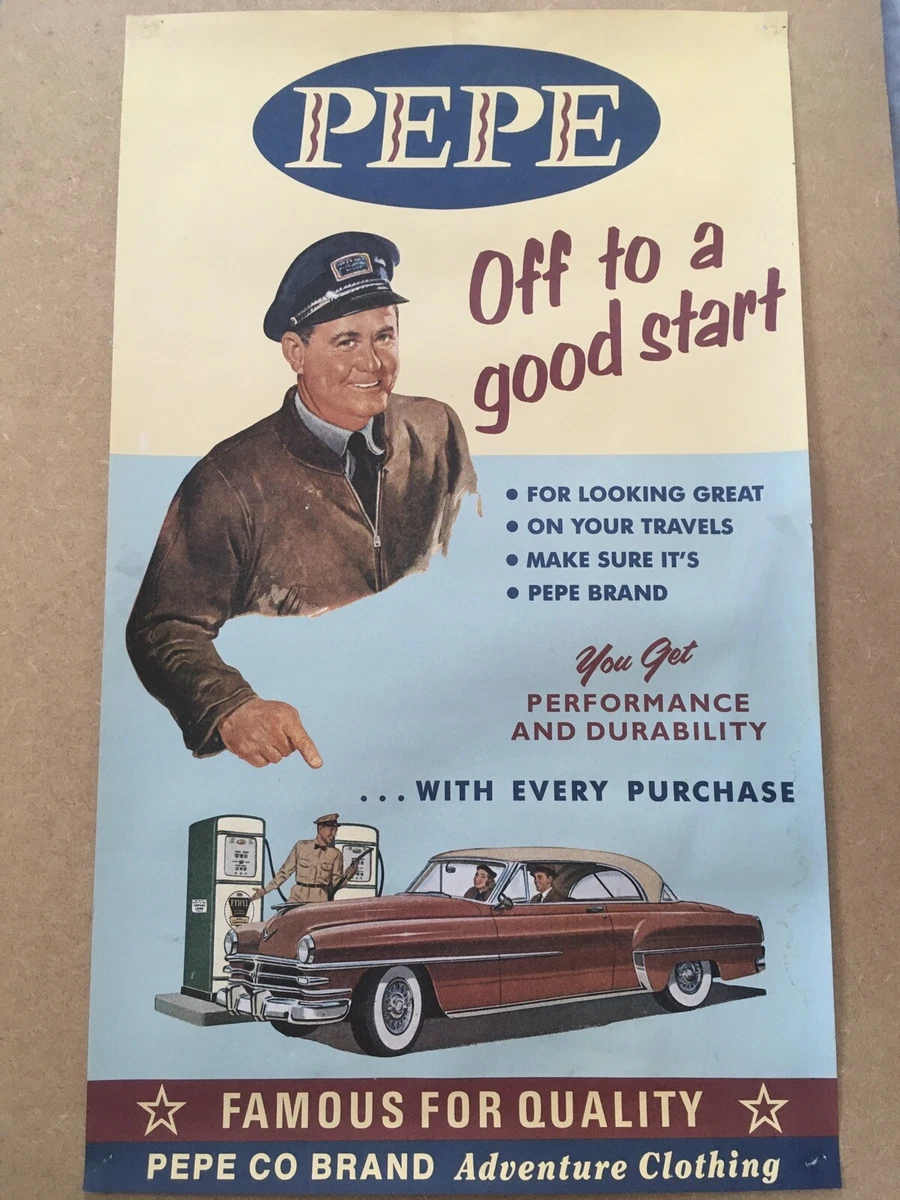 PEPE
Off to a
good start
• FOR LOOKING GREAT
• ON YOUR TRAVELS
• MAKE SURE IT'S
• PEPE BRAND
You Get
PERFORMANCE
AND DURABILITY
...WITH EVERY PURCHASE
ETHYL
FAMOUS FOR QUALITY
PEPE CO BRAND Adventure Clothing